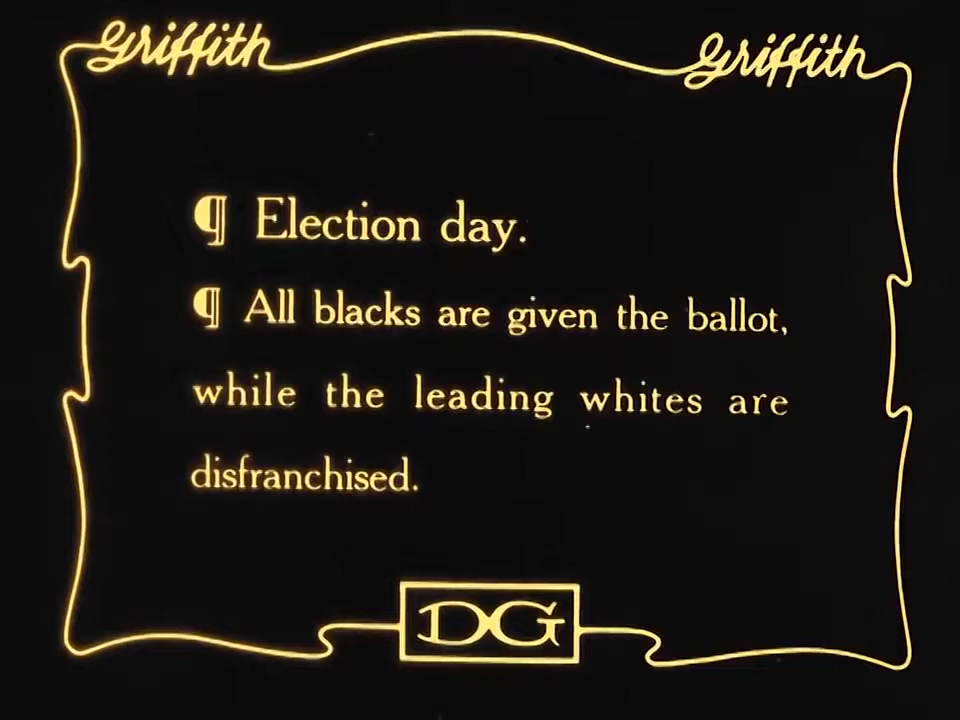 Griffith Griffith
¶ Election day.
¶ All blacks are given the ballot,
while the leading whites are
disfranchised.
DG